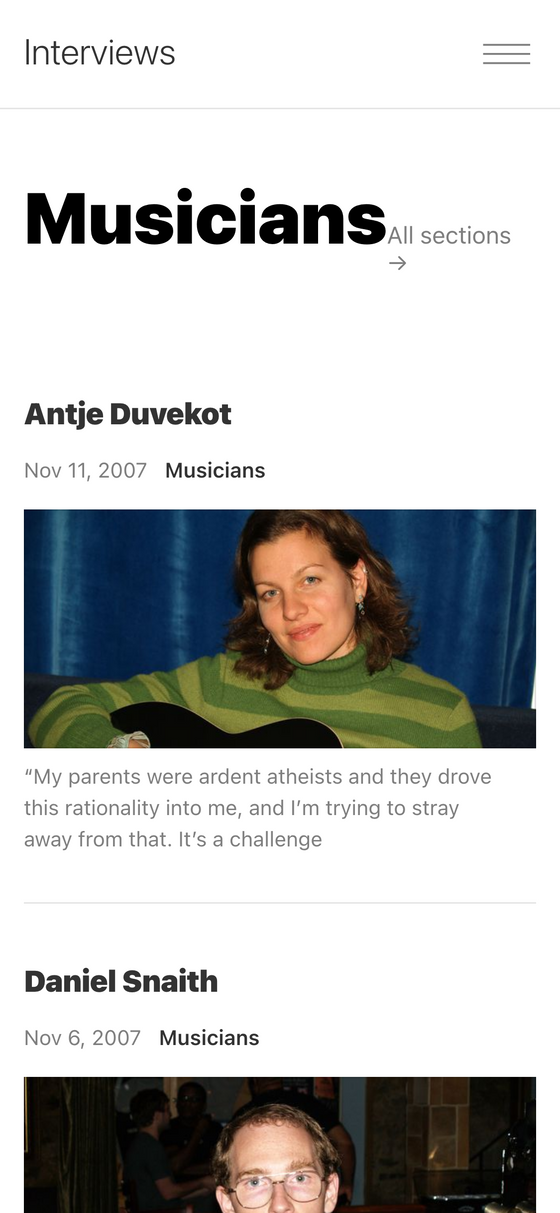 Interviews
Musicians
All sections
→
Antje Duvekot
Nov 11, 2007 Musicians
“My parents were ardent atheists and they drove
this rationality into me, and I’m trying to stray
away from that. It’s a challenge
Daniel Snaith
Nov 6, 2007 Musicians